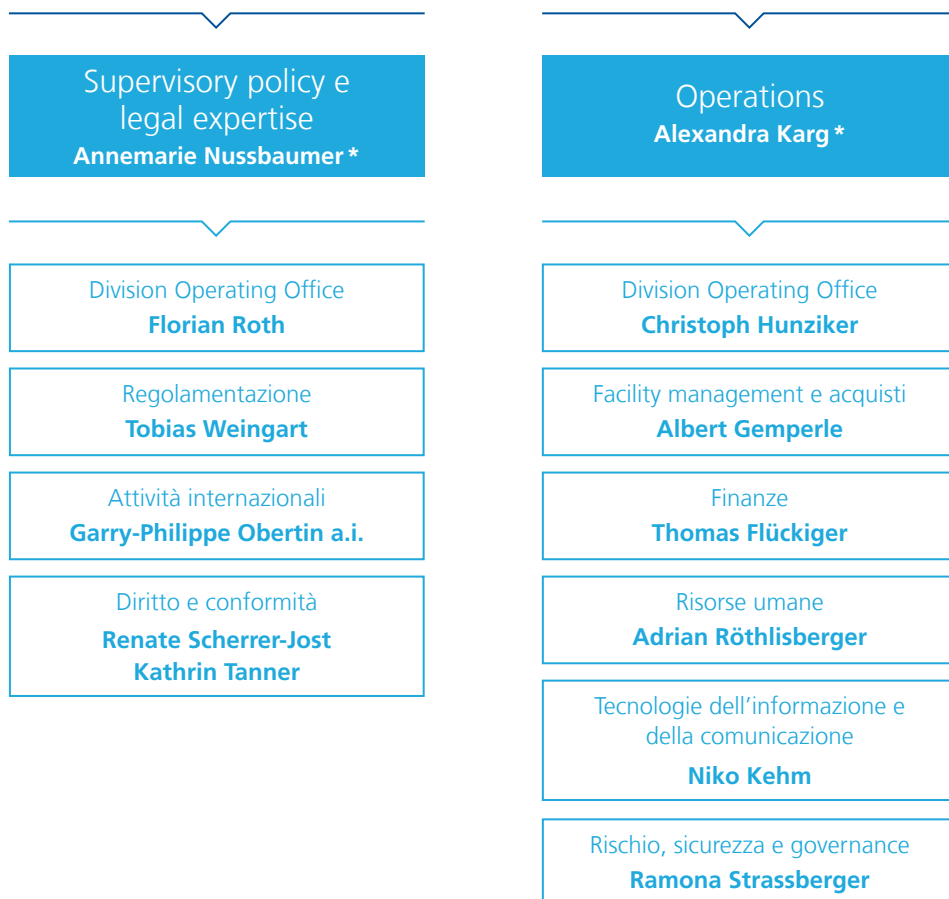 Supervisory policy e
legal expertise
Annemarie Nussbaumer *
Division Operating Office
Florian Roth
Regolamentazione
Tobias Weingart
Attività internazionali
Garry-Philippe Obertin a.i.
Diritto e conformità
Renate Scherrer-Jost
Kathrin Tanner
Operations
Alexandra Karg *
Division Operating Office
Christoph Hunziker
Facility management e acquisti
Albert Gemperle
Finanze
Thomas Flückiger
Risorse umane
Adrian Röthlisberger
Tecnologie dell’informazione e
della comunicazione
Niko Kehm
Rischio, sicurezza e governance
Ramona Strassberger